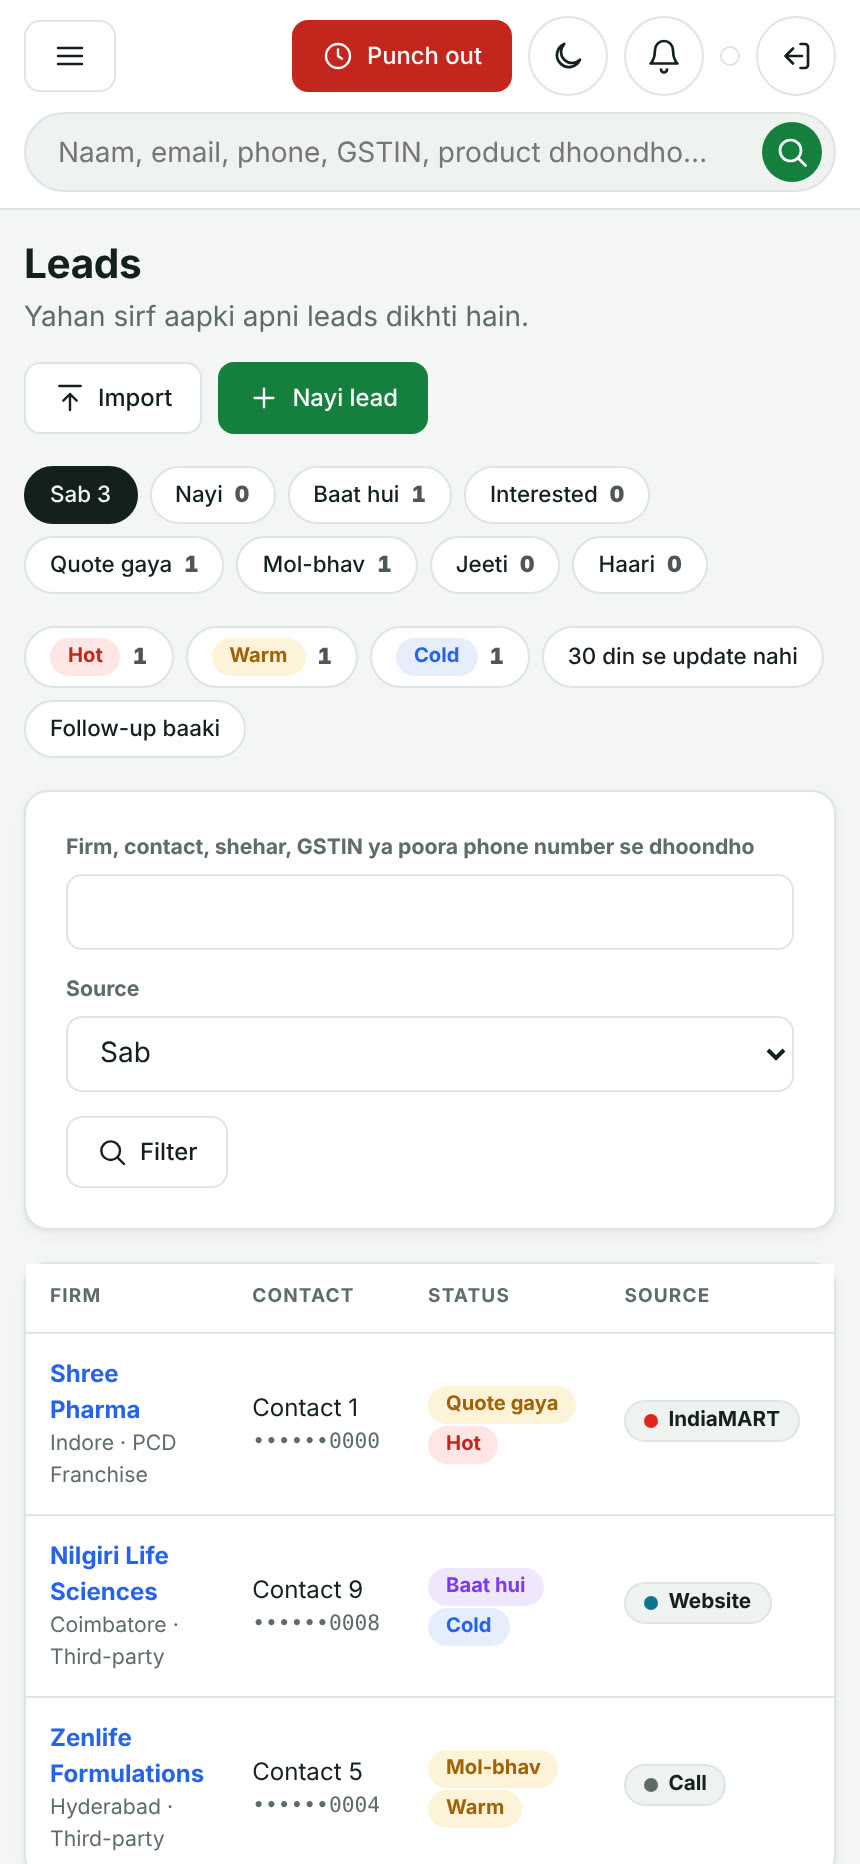 Punch out
Naam, email, phone, GSTIN, product dhoondho...
Leads
Yahan sirf aapki apni leads dikhti hain.
Import
Nayi lead
Sab 3
Nayi 0
Baat hui 1
Interested 0
Quote gaya 1
Mol-bhav 1
Jeeti 0
Haari 0
Hot 1
Warm 1
Cold 1
30 din se update nahi
Follow-up baaki
Firm, contact, shehar, GSTIN ya poora phone number se dhoondho
Source
Sab
Filter
FIRM CONTACT STATUS SOURCE
Shree
Pharma
Indore · PCD
Franchise
Contact 1
••••••0000
Quote gaya
Hot
IndiaMART
Nilgiri Life
Sciences
Coimbatore ·
Third-party
Contact 9
••••••0008
Baat hui
Cold
Website
Zenlife
Formulations
Hyderabad ·
Third-party
Contact 5
••••••0004
Mol-bhav
Warm
Call